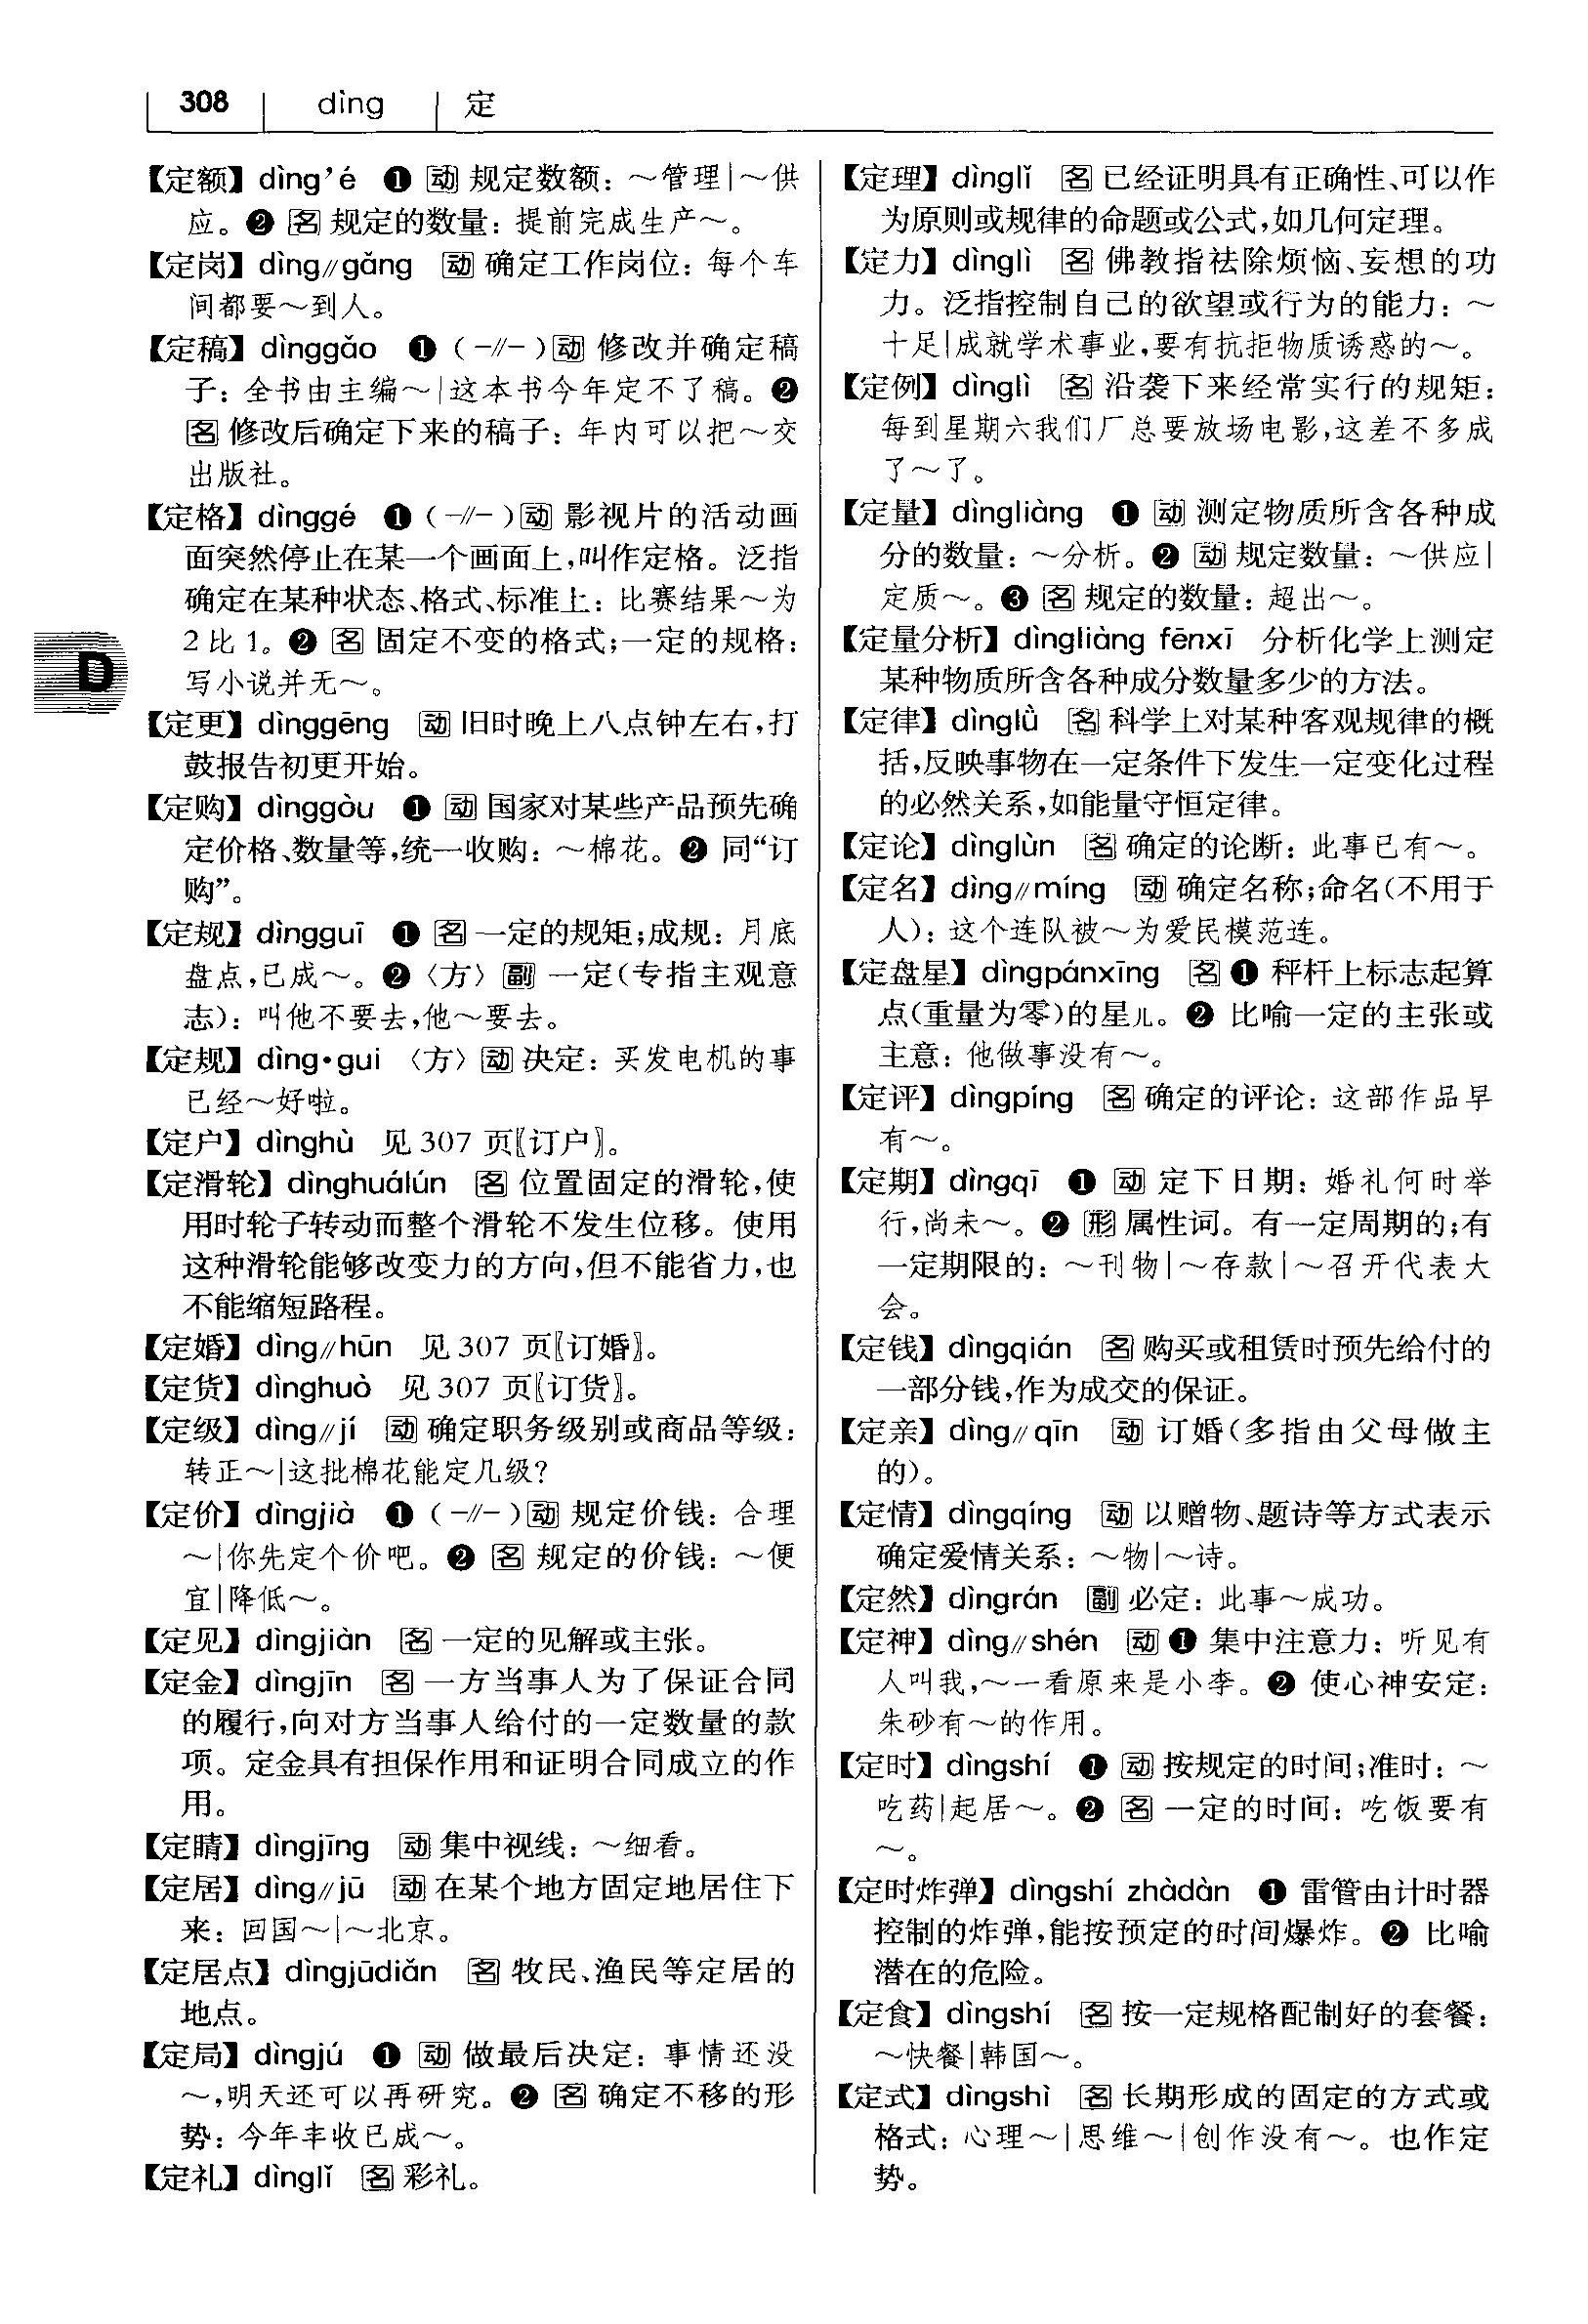 308 dìng 定
【定额】dìng’é ❶ 动 规定数额：～管理|～供
应。❷ 名 规定的数量：提前完成生产～。
【定岗】dìng//gǎng 动 确定工作岗位：每个车
间都要～到人。
【定稿】dìnggǎo ❶（-//-）动 修改并确定稿
子：全书由主编～|这本书今年定不了稿。❷
名 修改后确定下来的稿子：年内可以把～交
出版社。
【定格】dìnggé ❶（-//-）动 影视片的活动画
面突然停止在某一个画面上，叫作定格。泛指
确定在某种状态、格式、标准上：比赛结果～为
2 比 1。❷ 名 固定不变的格式；一定的规格：
写小说并无～。
【定更】dìnggēng 动 旧时晚上八点钟左右，打
鼓报告初更开始。
【定购】dìnggòu ❶ 动 国家对某些产品预先确
定价格、数量等，统一收购：～棉花。❷ 同“订
购”。
【定规】dìngguī ❶ 名 一定的规矩；成规：月底
盘点，已成～。❷〈方〉副 一定（专指主观意
志）：叫他不要去，他～要去。
【定规】dìng·gui〈方〉动 决定：买发电机的事
已经～好啦。
【定户】dìnghù 见 307 页〖订户〗。
【定滑轮】dìnghuálún 名 位置固定的滑轮，使
用时轮子转动而整个滑轮不发生位移。使用
这种滑轮能够改变力的方向，但不能省力，也
不能缩短路程。
【定婚】dìng//hūn 见 307 页〖订婚〗。
【定货】dìnghuò 见 307 页〖订货〗。
【定级】dìng//jí 动 确定职务级别或商品等级：
转正～|这批棉花能定几级？
【定价】dìngjià ❶（-//-）动 规定价钱：合理
～|你先定个价吧。❷ 名 规定的价钱：～便
宜|降低～。
【定见】dìngjiàn 名 一定的见解或主张。
【定金】dìngjīn 名 一方当事人为了保证合同
的履行，向对方当事人给付的一定数量的款
项。定金具有担保作用和证明合同成立的作
用。
【定睛】dìngjīng 动 集中视线：～细看。
【定居】dìng//jū 动 在某个地方固定地居住下
来：回国～|～北京。
【定居点】dìngjūdiǎn 名 牧民、渔民等定居的
地点。
【定局】dìngjú ❶ 动 做最后决定：事情还没
～，明天还可以再研究。❷ 名 确定不移的形
势：今年丰收已成～。
【定礼】dìnglǐ 名 彩礼。
D
【定理】dìnglǐ 名 已经证明具有正确性、可以作
为原则或规律的命题或公式，如几何定理。
【定力】dìnglì 名 佛教指祛除烦恼、妄想的功
力。泛指控制自己的欲望或行为的能力：～
十足|成就学术事业，要有抗拒物质诱惑的～。
【定例】dìnglì 名 沿袭下来经常实行的规矩：
每到星期六我们厂总要放场电影，这差不多成
了～了。
【定量】dìngliàng ❶ 动 测定物质所含各种成
分的数量：～分析。❷ 动 规定数量：～供应|
定质～。❸ 名 规定的数量：超出～。
【定量分析】dìngliàng fēnxī 分析化学上测定
某种物质所含各种成分数量多少的方法。
【定律】dìnglǜ 名 科学上对某种客观规律的概
括，反映事物在一定条件下发生一定变化过程
的必然关系，如能量守恒定律。
【定论】dìnglùn 名 确定的论断：此事已有～。
【定名】dìng//míng 动 确定名称；命名（不用于
人）：这个连队被～为爱民模范连。
【定盘星】dìngpánxīng 名 ❶ 秤杆上标志起算
点（重量为零）的星儿。❷ 比喻一定的主张或
主意：他做事没有～。
【定评】dìngpíng 名 确定的评论：这部作品早
有～。
【定期】dìngqī ❶ 动 定下日期：婚礼何时举
行，尚未～。❷ 形 属性词。有一定周期的；有
一定期限的：～刊物|～存款|～召开代表大
会。
【定钱】dìngqián 名 购买或租赁时预先给付的
一部分钱，作为成交的保证。
【定亲】dìng//qīn 动 订婚（多指由父母做主
的）。
【定情】dìngqíng 动 以赠物、题诗等方式表示
确定爱情关系：～物|～诗。
【定然】dìngrán 副 必定：此事～成功。
【定神】dìng//shén 动 ❶ 集中注意力：听见有
人叫我，～一看原来是小李。❷ 使心神安定：
朱砂有～的作用。
【定时】dìngshí ❶ 动 按规定的时间；准时：～
吃药|起居～。❷ 名 一定的时间：吃饭要有
～。
【定时炸弹】dìngshí zhàdàn ❶ 雷管由计时器
控制的炸弹，能按预定的时间爆炸。❷ 比喻
潜在的危险。
【定食】dìngshí 名 按一定规格配制好的套餐：
～快餐|韩国～。
【定式】dìngshì 名 长期形成的固定的方式或
格式：心理～|思维～|创作没有～。也作定
势。